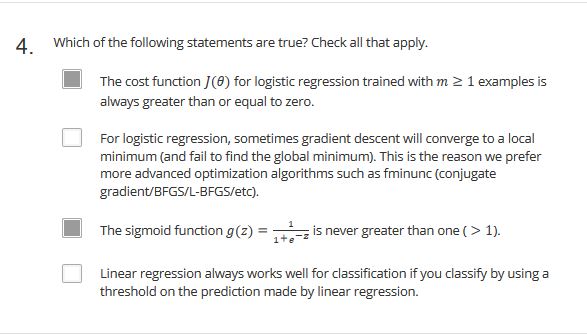 4. Which of the following statements are true? Check all that apply.
The cost function J(θ) for logistic regression trained with m ≥ 1 examples is
always greater than or equal to zero.
For logistic regression, sometimes gradient descent will converge to a local
minimum (and fail to find the global minimum). This is the reason we prefer
more advanced optimization algorithms such as fminunc (conjugate
gradient/BFGS/L-BFGS/etc).
The sigmoid function g(z) = 1/(1+e^−z) is never greater than one ( > 1).
Linear regression always works well for classification if you classify by using a
threshold on the prediction made by linear regression.